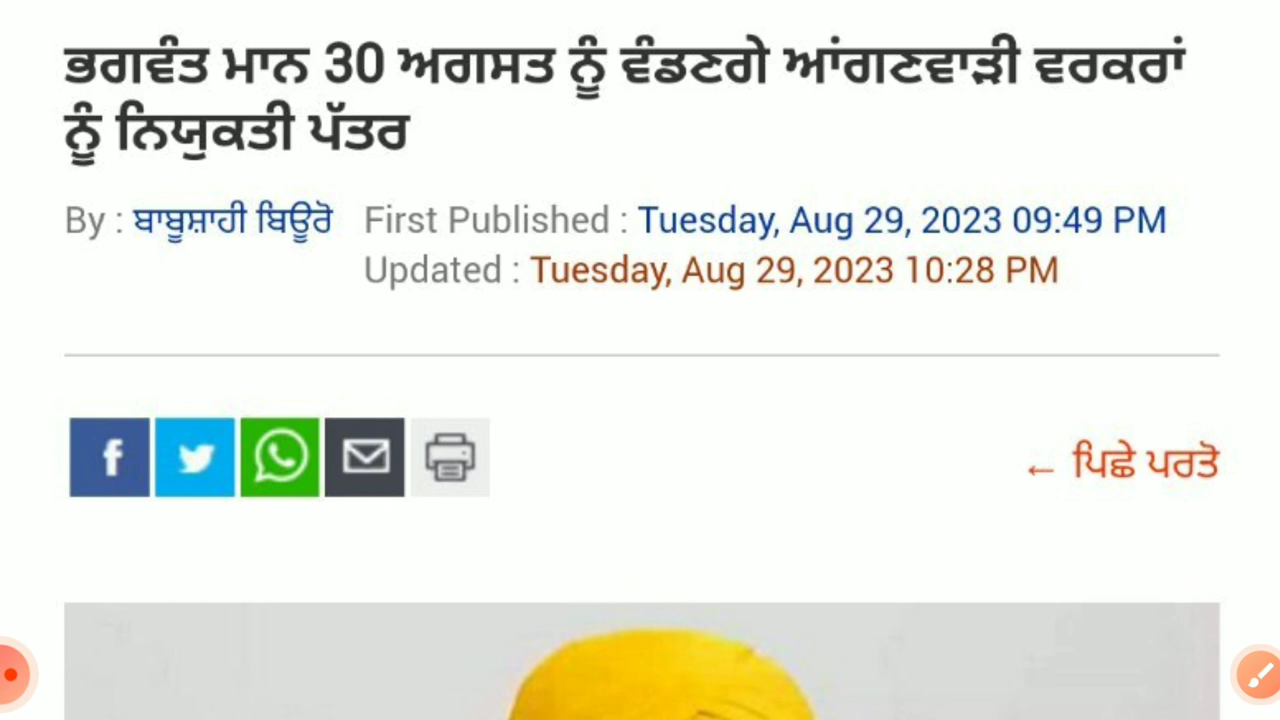 ਭਗਵੰਤ ਮਾਨ 30 ਅਗਸਤ ਨੂੰ ਵੰਡਣਗੇ ਆਂਗਣਵਾੜੀ ਵਰਕਰਾਂ
ਨੂੰ ਨਿਯੁਕਤੀ ਪੱਤਰ
By : ਬਾਬੂਸ਼ਾਹੀ ਬਿਊਰੋ First Published : Tuesday, Aug 29, 2023 09:49 PM
Updated : Tuesday, Aug 29, 2023 10:28 PM
← ਪਿਛੇ ਪਰਤੋ